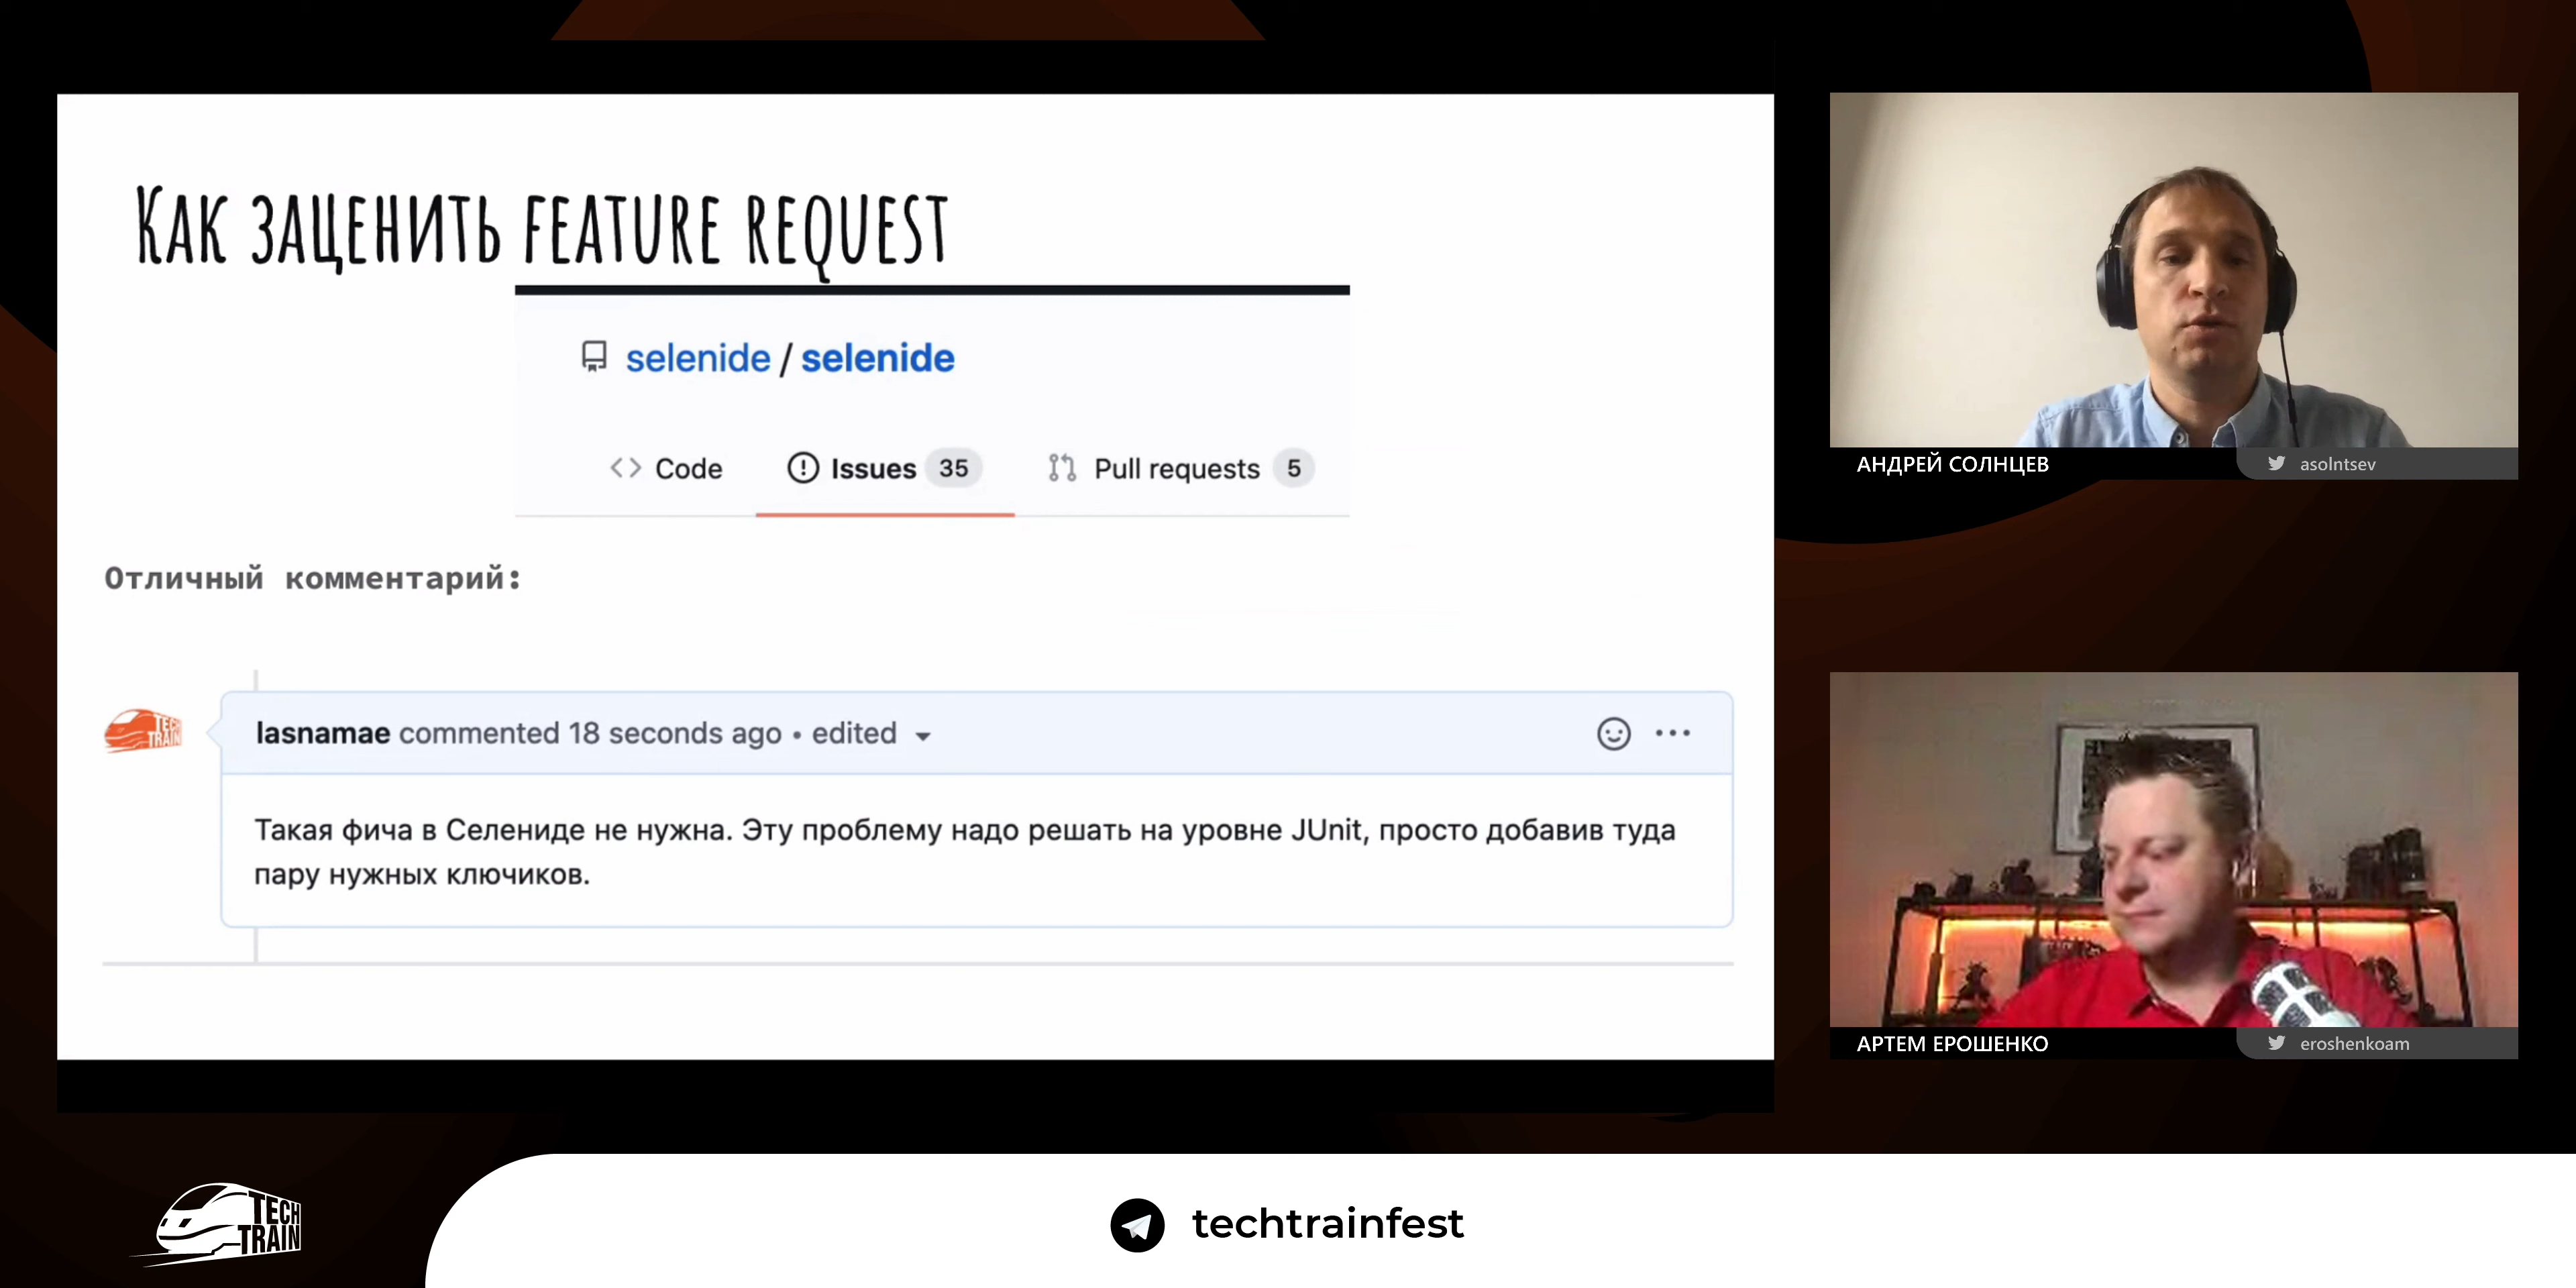 Как заценить feature request
selenide / selenide
Code
Issues 35
Pull requests 5
Отличный комментарий:
TECH
TRAIN
lasnamae commented 18 seconds ago • edited
Такая фича в Селениде не нужна. Эту проблему надо решать на уровне JUnit, просто добавив туда
пару нужных ключиков.
АНДРЕЙ СОЛНЦЕВ
asolntsev
АРТЕМ ЕРОШЕНКО
eroshenkoam
TECH
TRAIN
techtrainfest